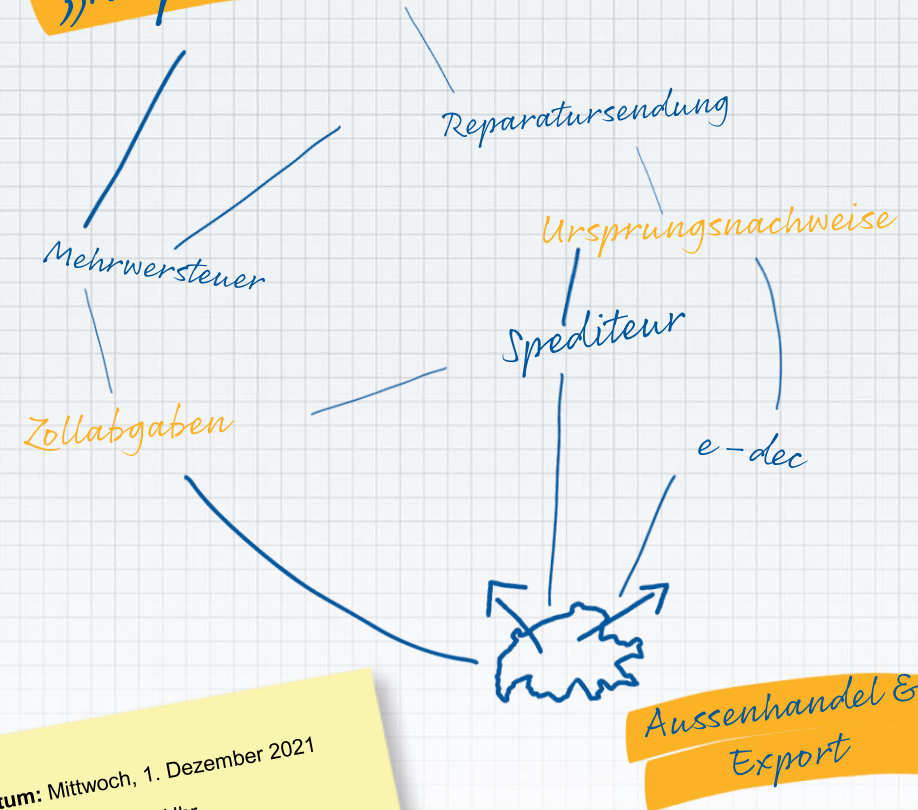 Reparatursendung
Ursprungsnachweise
Mehrwersteuer
Spediteur
Zollabgaben
e-dec
Aussenhandel &
Export
Mittwoch, 1. Dezember 2021